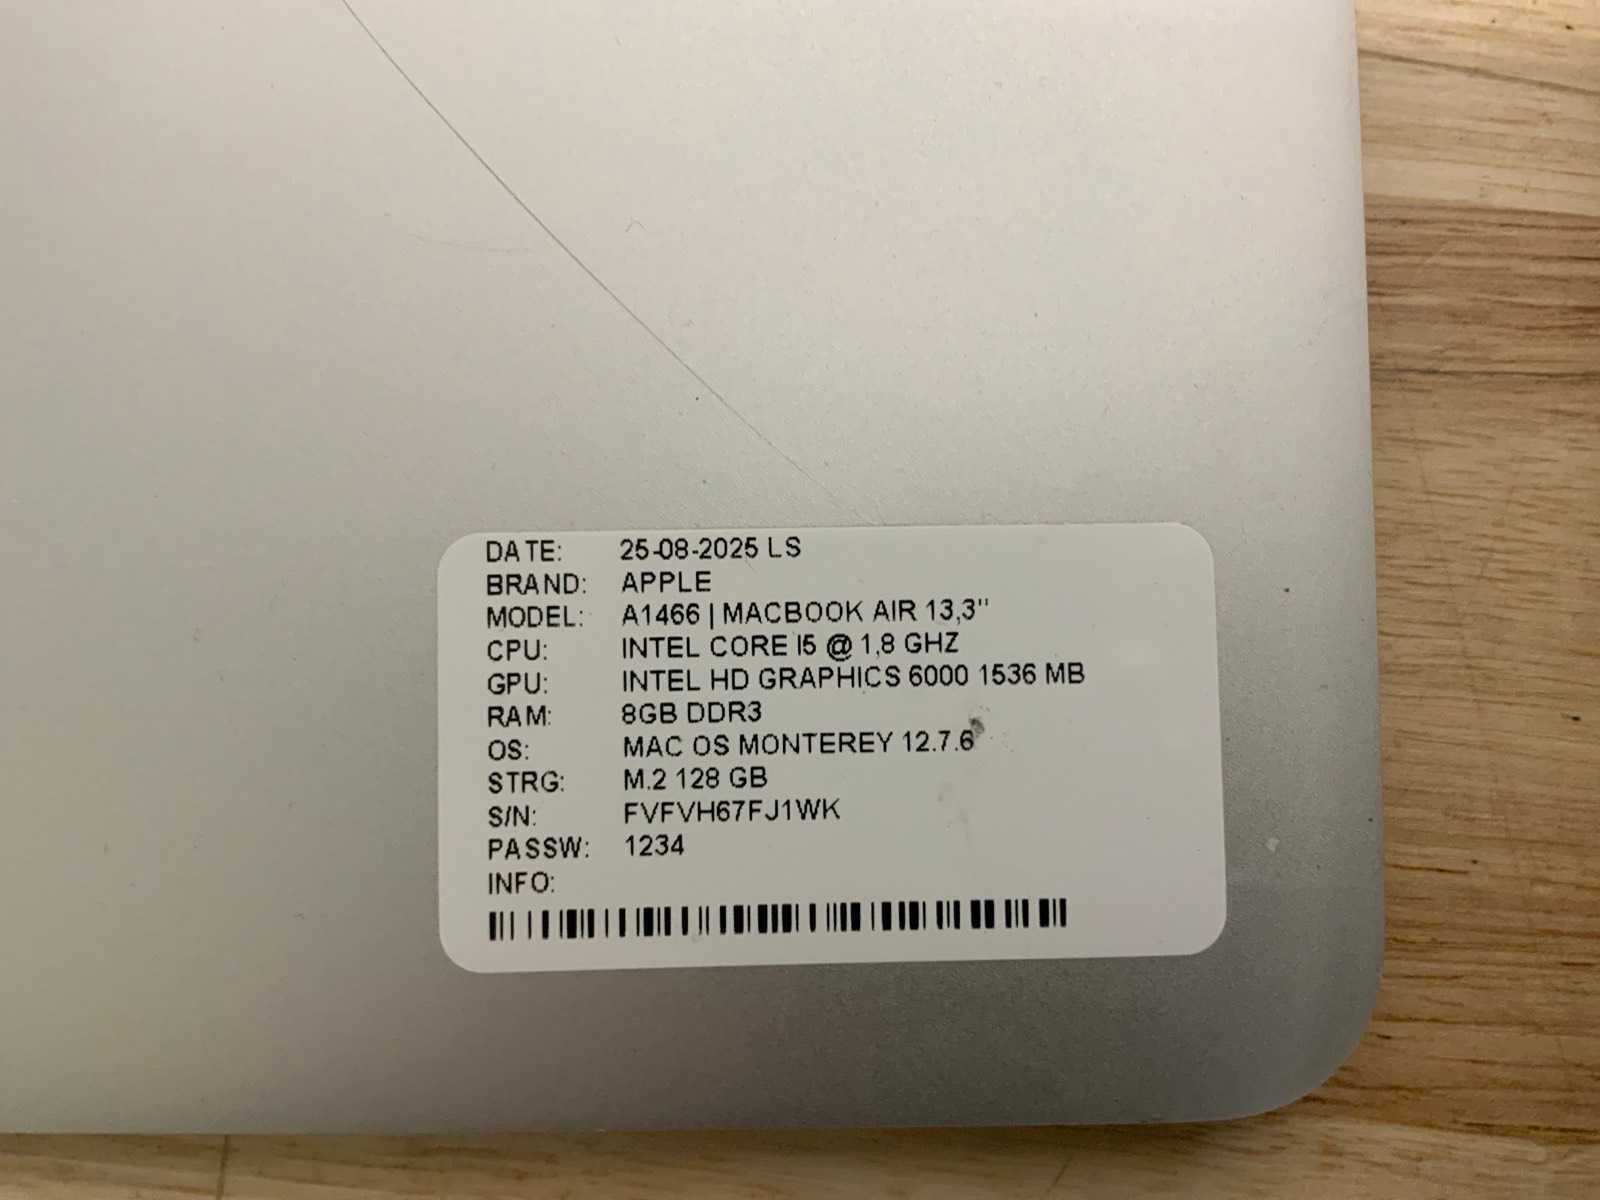 DATE: 25-08-2025 LS
BRAND: APPLE
MODEL: A1466 | MACBOOK AIR 13,3"
CPU: INTEL CORE I5 @ 1,8 GHZ
GPU: INTEL HD GRAPHICS 6000 1536 MB
RAM: 8GB DDR3
OS: MAC OS MONTEREY 12.7.6
STRG: M.2 128 GB
S/N: FVFVH67FJ1WK
PASSW: 1234
INFO: